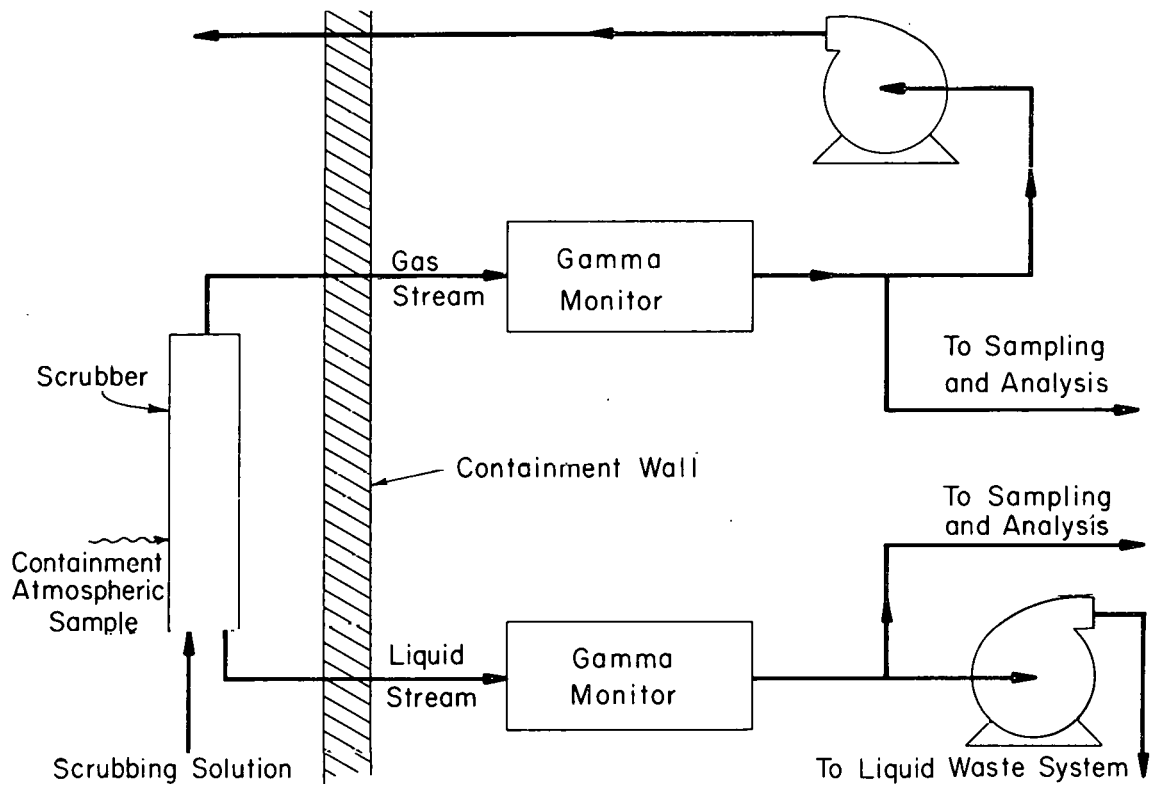 Gas
Stream
Gamma
Monitor
To Sampling
and Analysis
Scrubber
Containment Wall
To Sampling
and Analysis
Containment
Atmospheric
Sample
Liquid
Stream
Gamma
Monitor
Scrubbing Solution
To Liquid Waste System